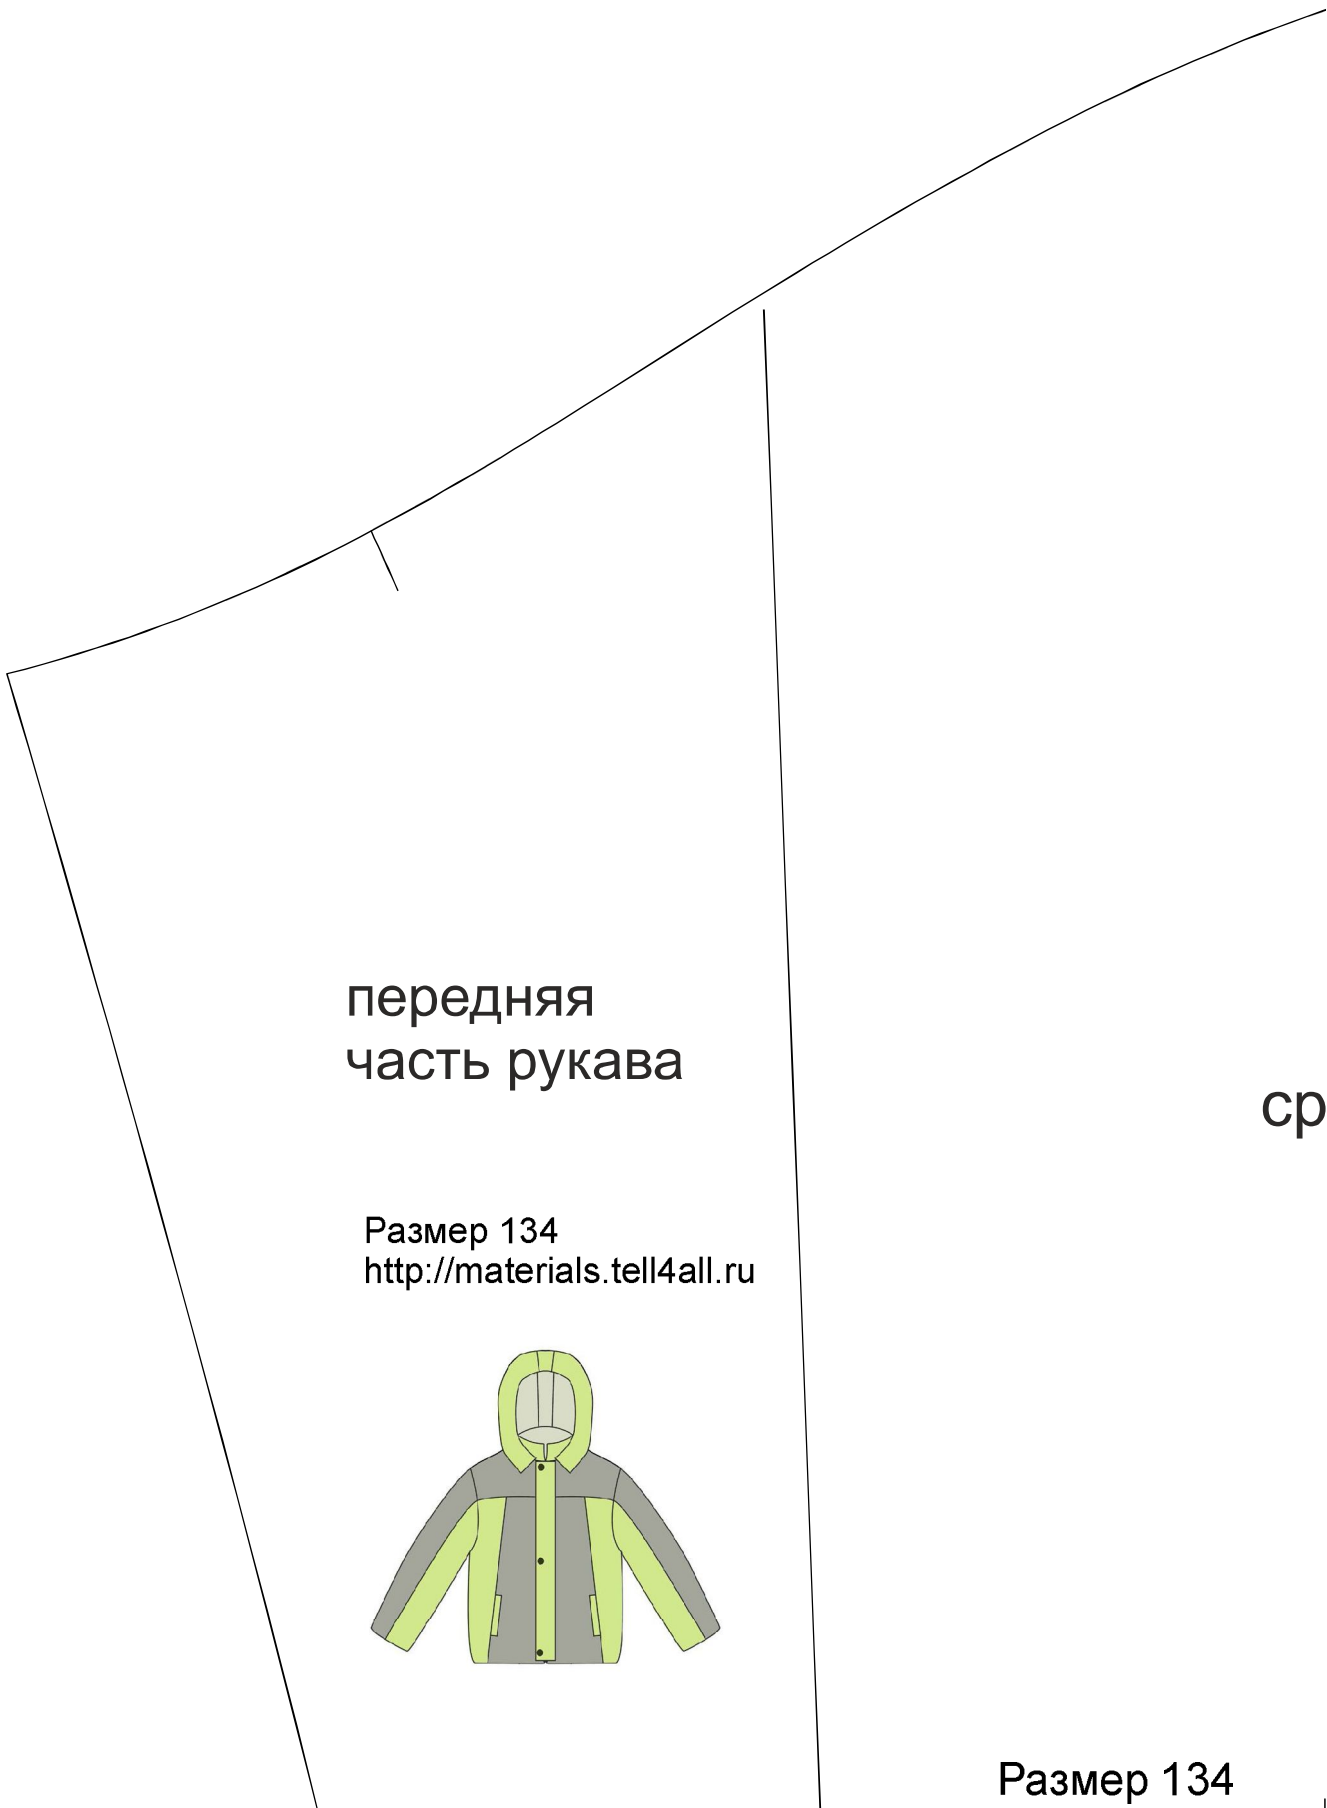 передняя
часть рукава
ср
Размер 134
http://materials.tell4all.ru
Размер 134